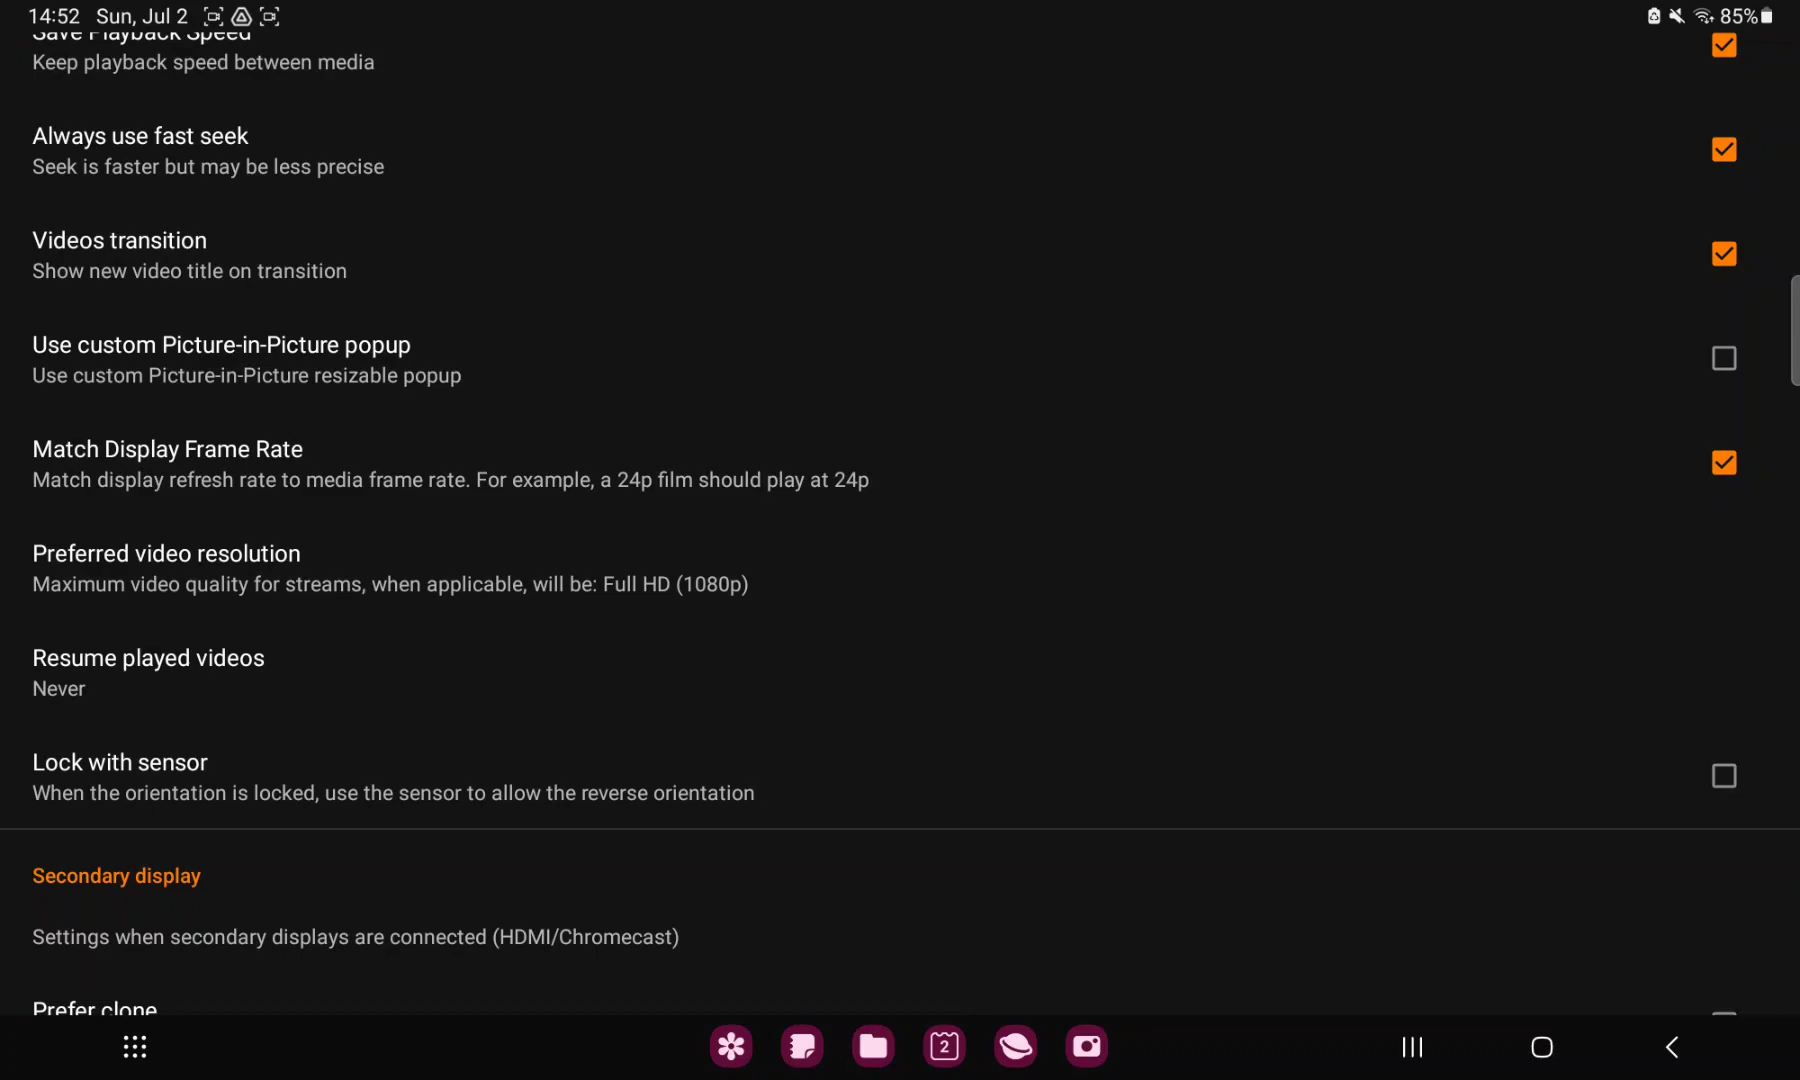 14:52 Sun, Jul 2
85%
Save Playback Speed
Keep playback speed between media
Always use fast seek
Seek is faster but may be less precise
Videos transition
Show new video title on transition
Use custom Picture-in-Picture popup
Use custom Picture-in-Picture resizable popup
Match Display Frame Rate
Match display refresh rate to media frame rate. For example, a 24p film should play at 24p
Preferred video resolution
Maximum video quality for streams, when applicable, will be: Full HD (1080p)
Resume played videos
Never
Lock with sensor
When the orientation is locked, use the sensor to allow the reverse orientation
Secondary display
Settings when secondary displays are connected (HDMI/Chromecast)
Prefer clone
2